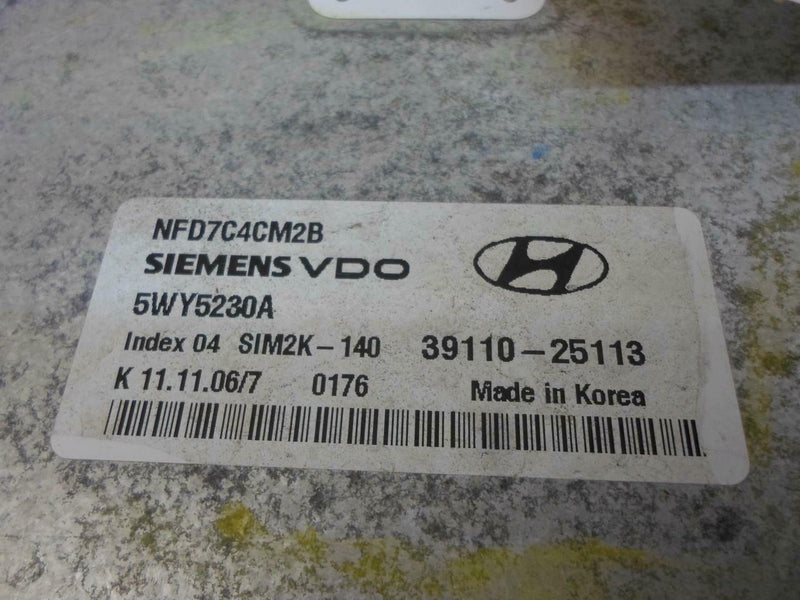 NFD7C4CM2B
SIEMENS VDO
5WY5230A
Index 04 SIM2K-140 39110-25113
K 11.11.06/7 0176 Made in Korea